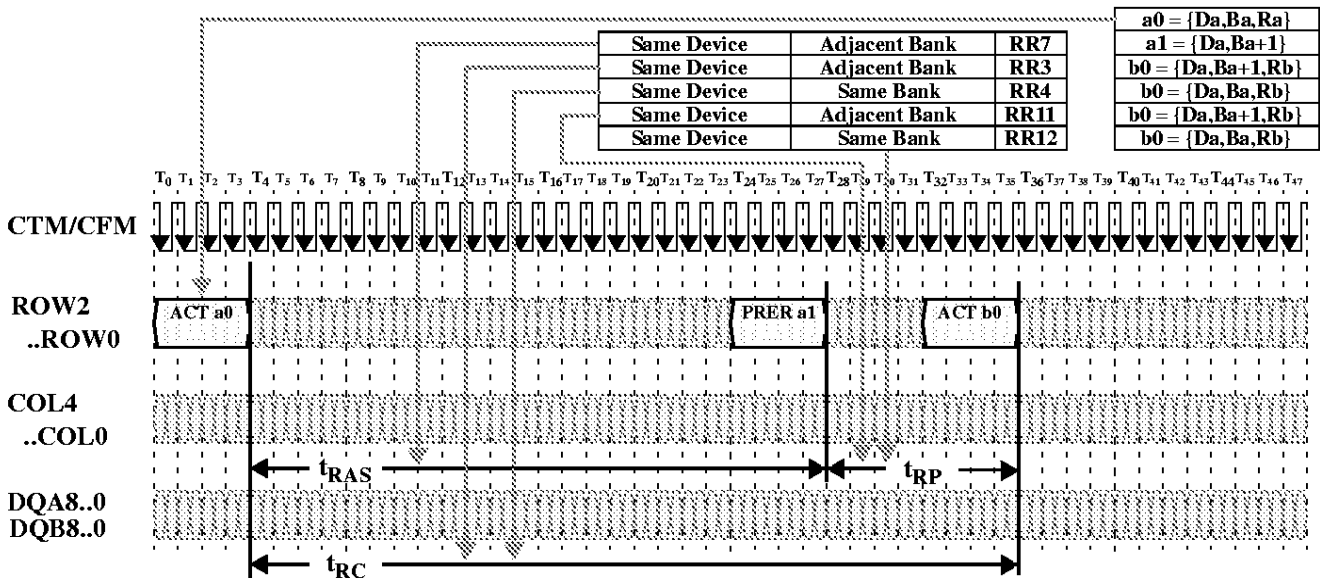 a0 = {Da,Ba,Ra}
Same Device Adjacent Bank RR7 a1 = {Da,Ba+1}
Same Device Adjacent Bank RR3 b0 = {Da,Ba+1,Rb}
Same Device Same Bank RR4 b0 = {Da,Ba,Rb}
Same Device Adjacent Bank RR11 b0 = {Da,Ba+1,Rb}
Same Device Same Bank RR12 b0 = {Da,Ba,Rb}
T0 T1 T2 T3 T4 T5 T6 T7 T8 T9 T10 T11 T12 T13 T14 T15 T16 T17 T18 T19 T20 T21 T22 T23 T24 T25 T26 T27 T28 T31 T32 T33 T34 T35 T36 T37 T38 T39 T40 T41 T42 T43 T44 T45 T46 T47
CTM/CFM
ROW2 ACT a0 PRER a1 ACT b0
..ROW0
COL4
..COL0
tRAS tRP
DQA8..0
DQB8..0
tRC